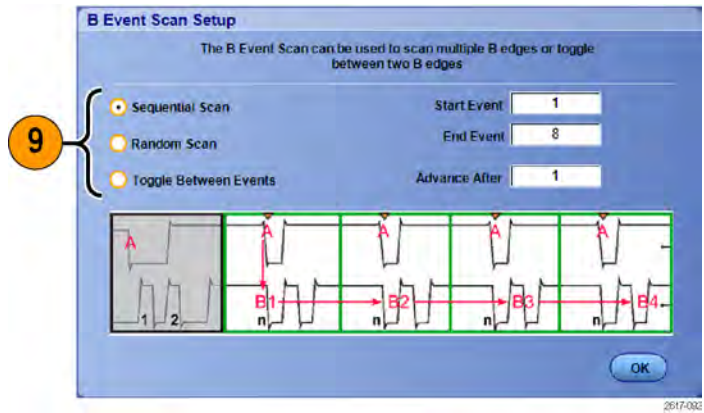 B Event Scan Setup
The B Event Scan can be used to scan multiple B edges or toggle
between two B edges
9
Sequential Scan
Start Event 1
Random Scan
End Event 8
Toggle Between Events
Advance After 1
A A A A A
B1 B2 B3 B4
1 2 n n n n
OK